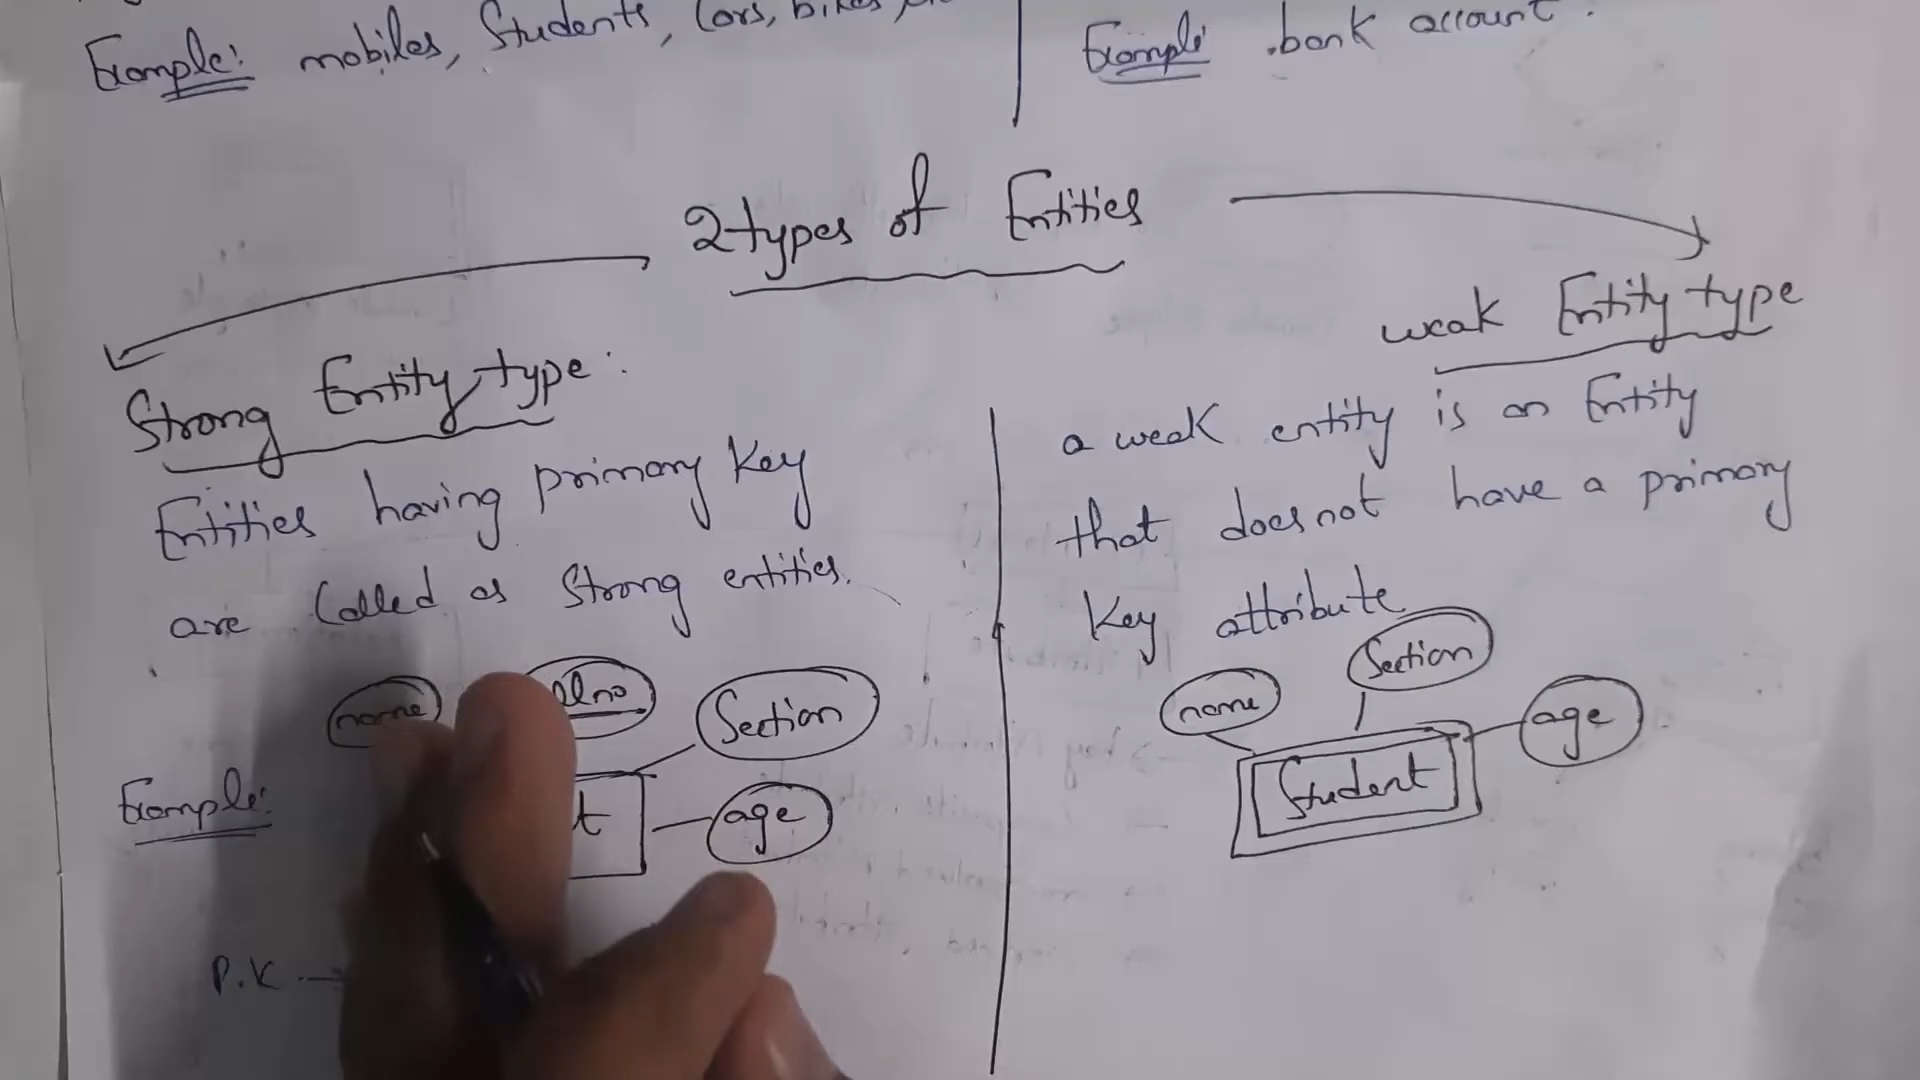 Example: mobiles, Students, Cars, bikes,
Example: bank account.
2 types of Entities
Strong Entity type:
Entities having primary Key
are Called as Strong entities.
name
Section
Example:
age
P.K →
weak Entity type
a weak entity is an Entity
that does not have a primary
Key attribute
Section
name
age
Student